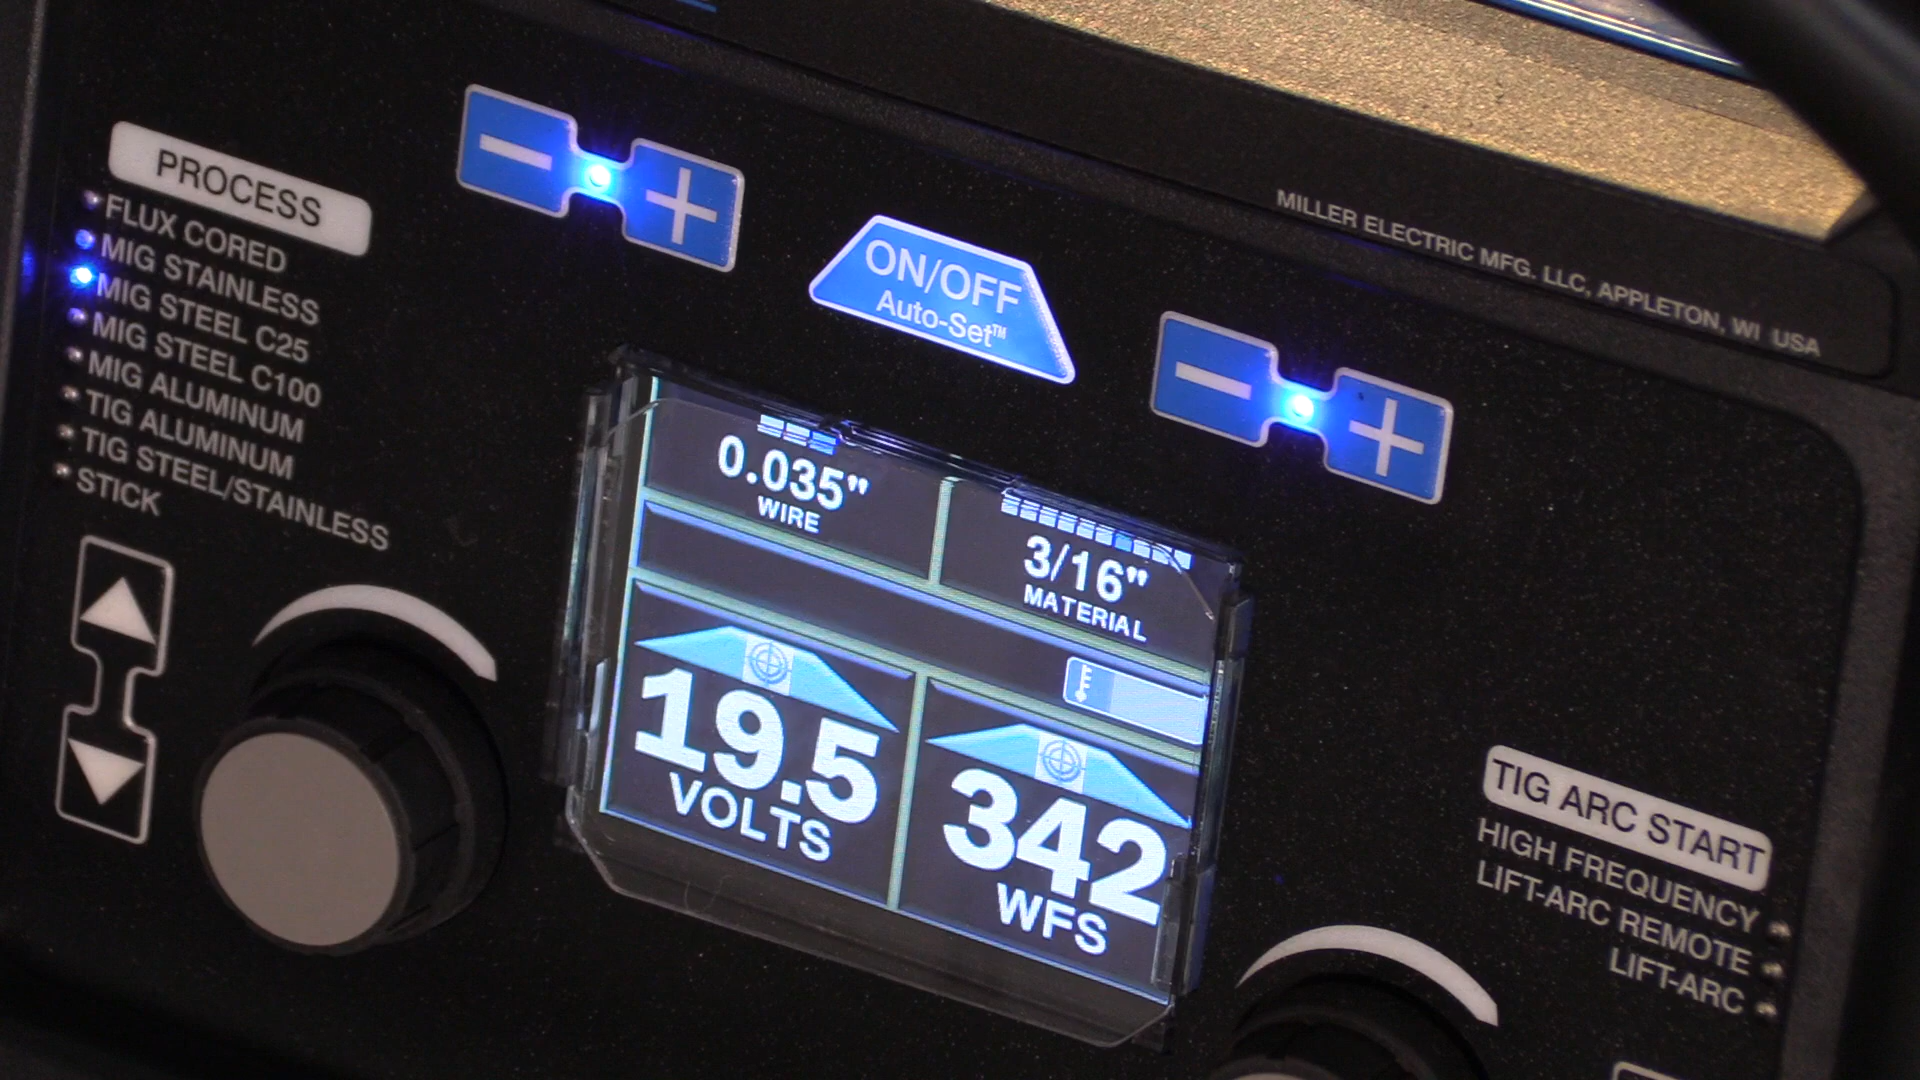 MILLER ELECTRIC MFG. LLC, APPLETON, WI USA
PROCESS
FLUX CORED
MIG STAINLESS
MIG STEEL C25
MIG STEEL C100
MIG ALUMINUM
TIG ALUMINUM
TIG STEEL/STAINLESS
STICK
ON/OFF
Auto-Set™
0.035"
WIRE
3/16"
MATERIAL
19.5
VOLTS
342
WFS
TIG ARC START
HIGH FREQUENCY
LIFT-ARC REMOTE
LIFT-ARC